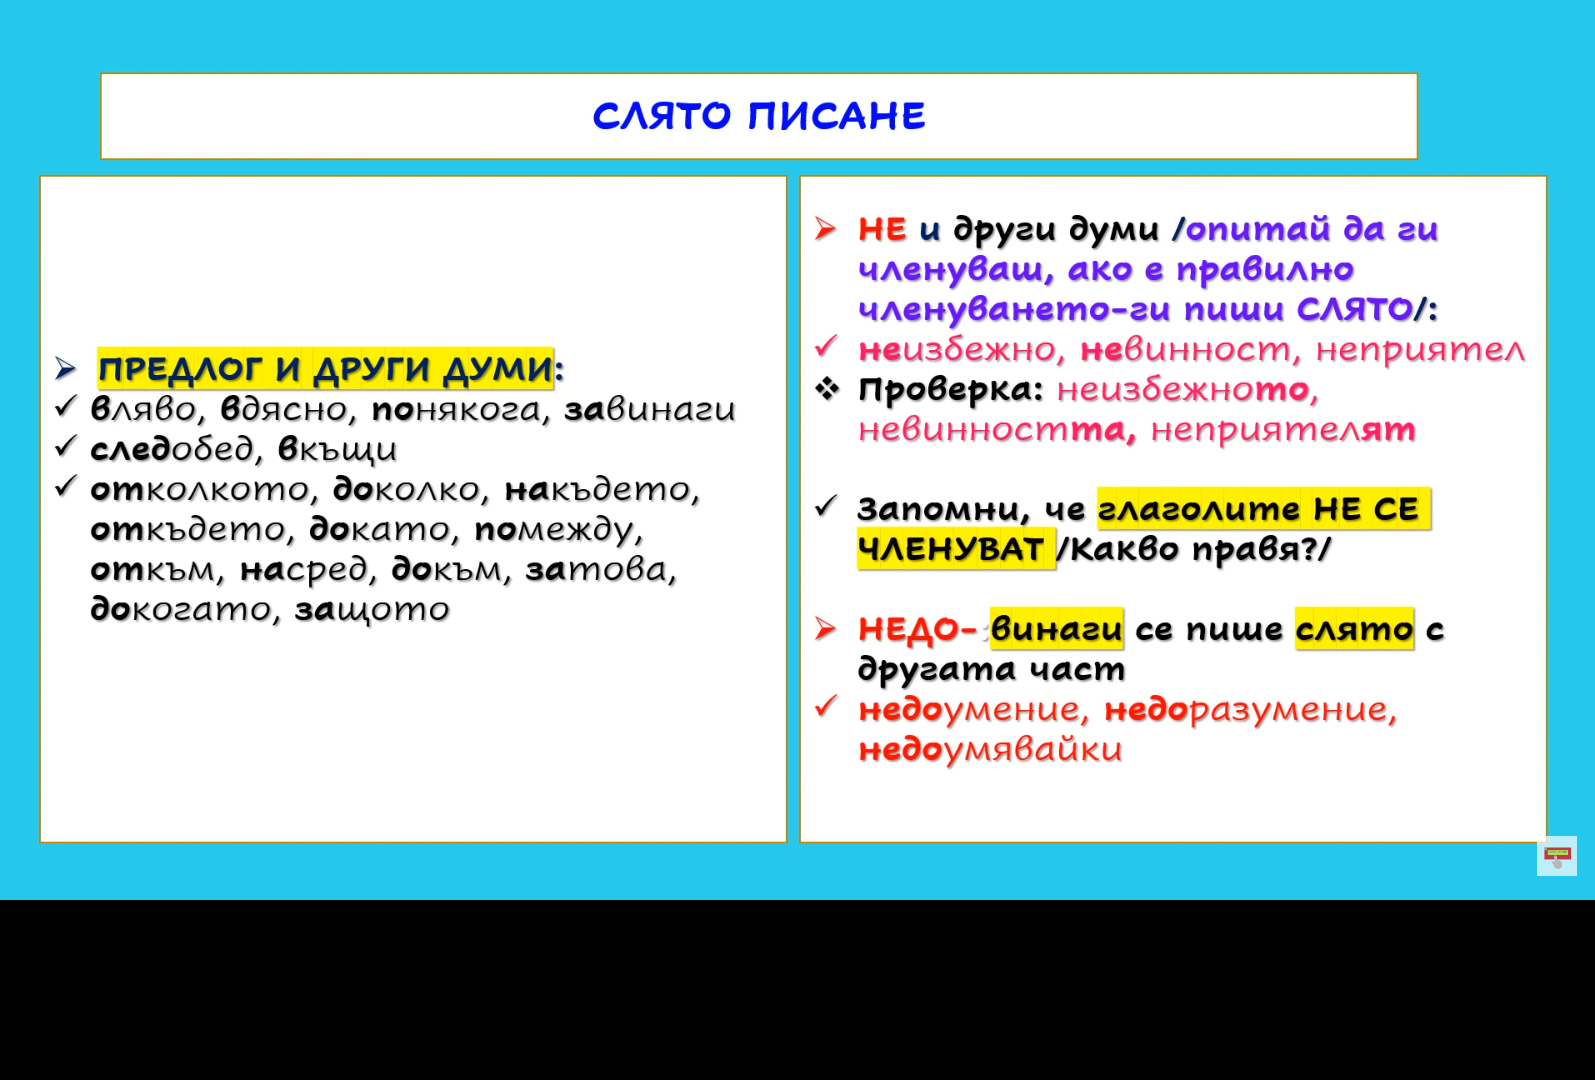 СЛЯТО ПИСАНЕ
ПРЕДЛОГ И ДРУГИ ДУМИ:
вляво, вдясно, понякога, завинаги
следобед, вкъщи
отколкото, доколко, накъдето,
откъдето, докато, помежду,
откъм, насред, докъм, затова,
докогато, защото
НЕ и други думи /опитай да ги
членуваш, ако е правилно
членуването-ги пиши СЛЯТО/:
неизбежно, невинност, неприятел
Проверка: неизбежното,
невинността, неприятелят
Запомни, че глаголите НЕ СЕ
ЧЛЕНУВАТ /Какво правя?/
НЕДО-:винаги се пише слято с
другата част
недоумение, недоразумение,
недоумявайки